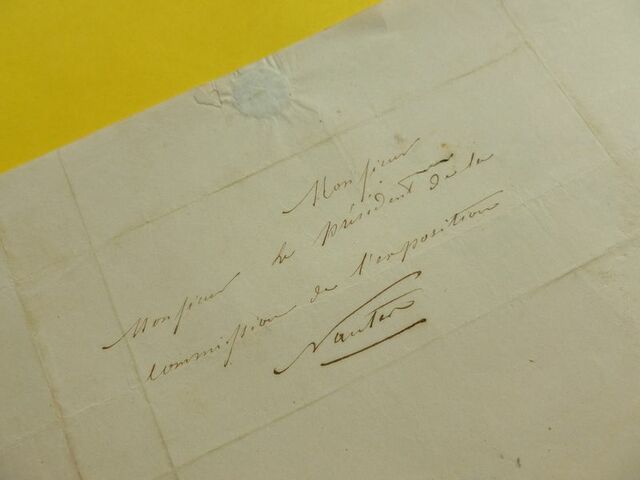 Monsieur
Monsieur le président de la
commission de l'exposition
Nantes